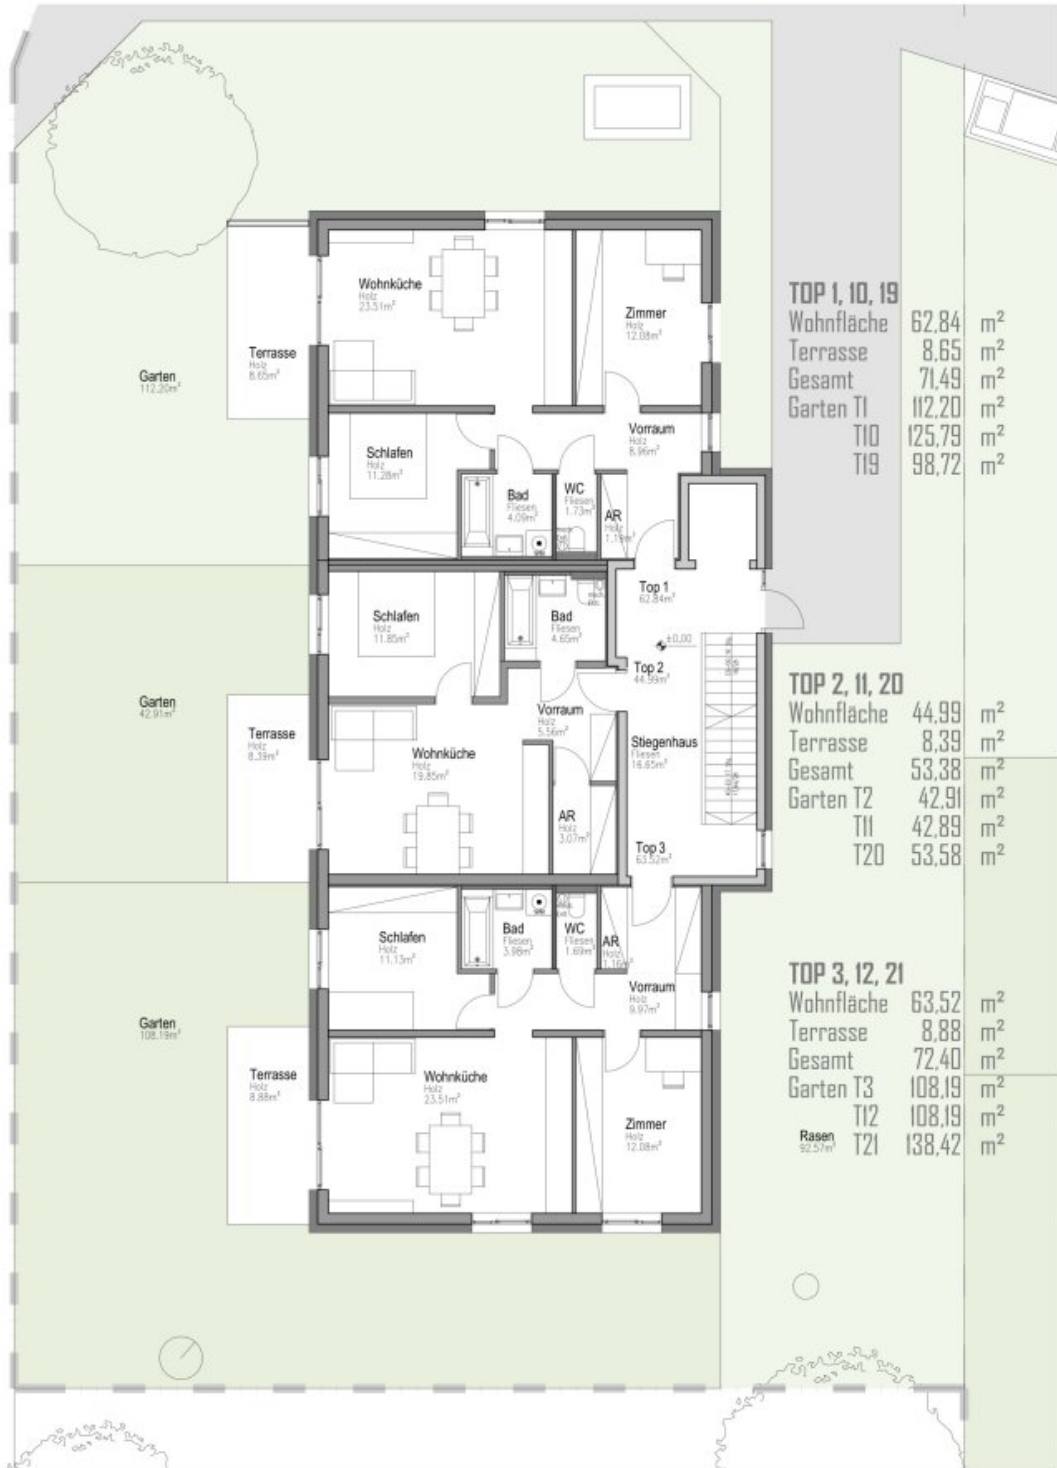 Wohnküche
Holz
23.51m²
Zimmer
Holz
12.08m²
Terrasse
Holz
8.65m²
Garten
112.20m²
Schlafen
Holz
11.28m²
Vorraum
Holz
8.96m²
Bad
Fliesen
4.09m²
WC
Fliesen
1.73m²
AR
Holz
1.19m²
Top 1
62.84m²
±0,00
Schlafen
Holz
11.85m²
Bad
Fliesen
4.65m²
Top 2
44.99m²
Garten
42.91m²
Terrasse
Holz
8.39m²
Vorraum
Holz
5.56m²
Wohnküche
Holz
19.85m²
Stiegenhaus
Fliesen
16.65m²
AR
Holz
3.07m²
Top 3
63.52m²
Schlafen
Holz
11.13m²
Bad
Fliesen
3.98m²
WC
Fliesen
1.69m²
AR
Holz
1.16m²
Vorraum
Holz
9.97m²
Garten
108.19m²
Terrasse
Holz
8.88m²
Wohnküche
Holz
23.51m²
Zimmer
Holz
12.08m²
TOP 1, 10, 19
Wohnfläche 62,84 m²
Terrasse 8,65 m²
Gesamt 71,49 m²
Garten T1 112,20 m²
T10 125,79 m²
T19 98,72 m²
TOP 2, 11, 20
Wohnfläche 44,99 m²
Terrasse 8,39 m²
Gesamt 53,38 m²
Garten T2 42,91 m²
T11 42,89 m²
T20 53,58 m²
TOP 3, 12, 21
Wohnfläche 63,52 m²
Terrasse 8,88 m²
Gesamt 72,40 m²
Garten T3 108,19 m²
T12 108,19 m²
T21 138,42 m²
Rasen
92.57m²